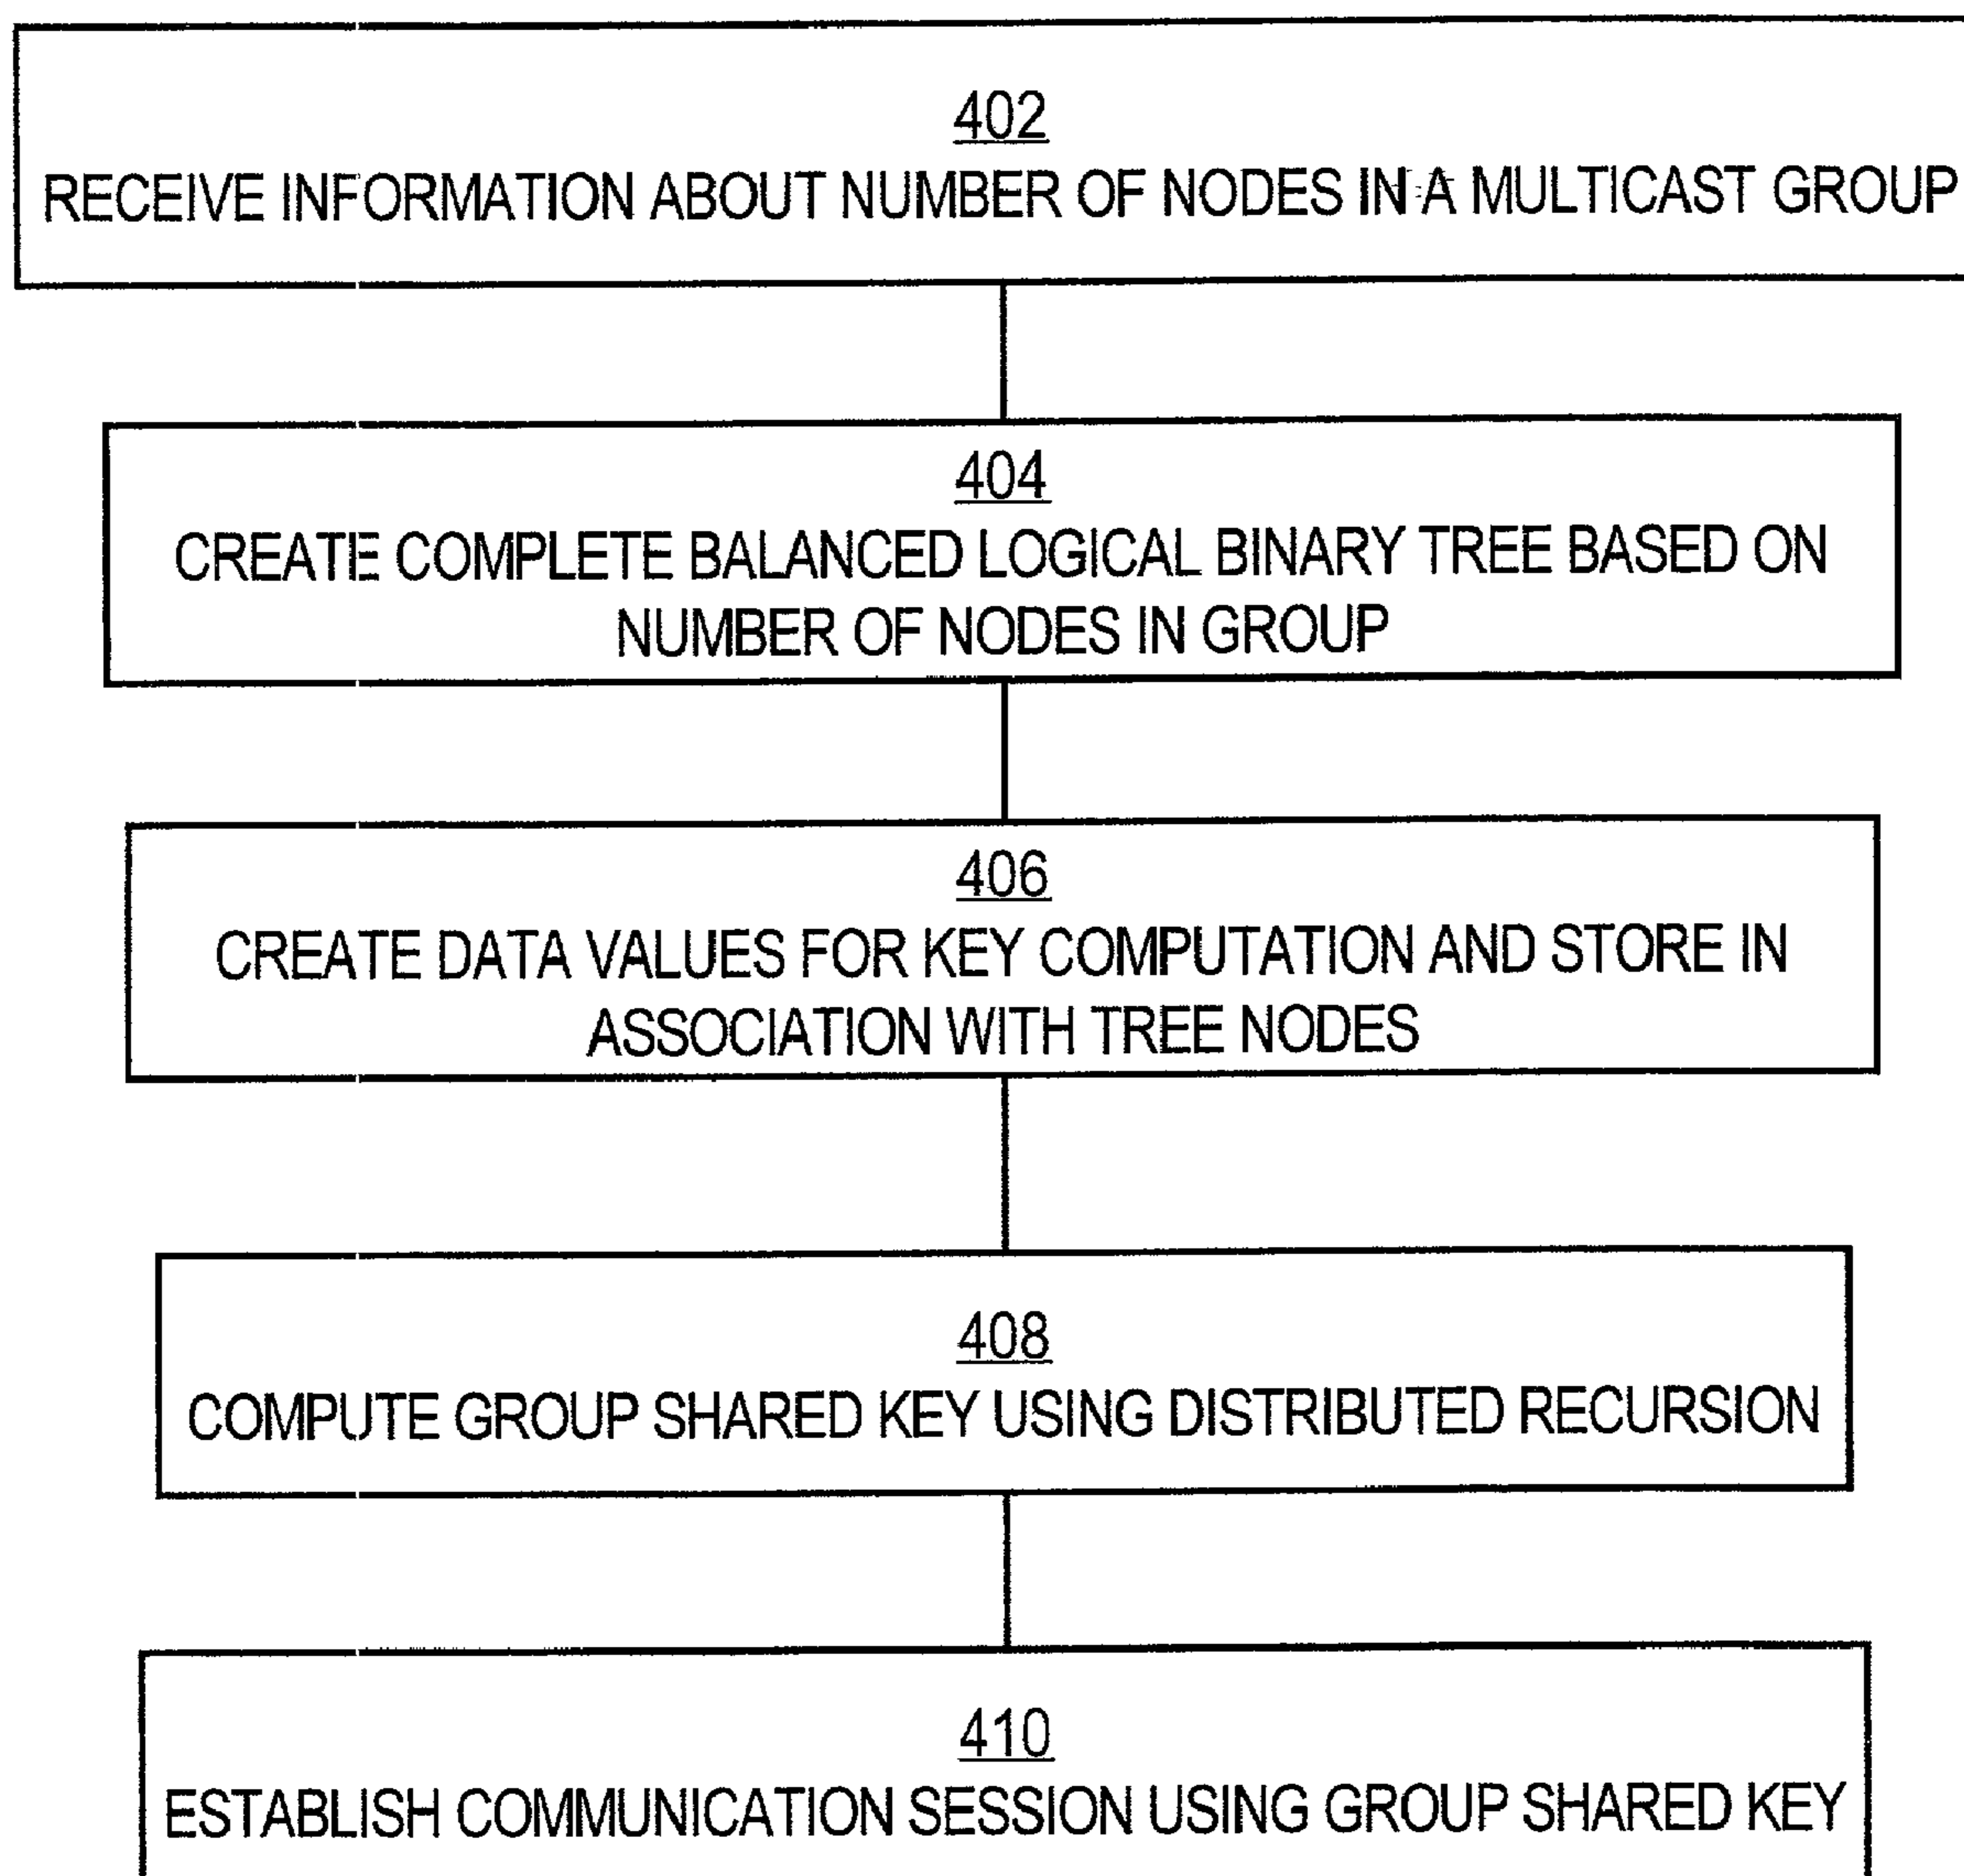 402
RECEIVE INFORMATION ABOUT NUMBER OF NODES IN A MULTICAST GROUP
404
CREATE COMPLETE BALANCED LOGICAL BINARY TREE BASED ON
NUMBER OF NODES IN GROUP
406
CREATE DATA VALUES FOR KEY COMPUTATION AND STORE IN
ASSOCIATION WITH TREE NODES
408
COMPUTE GROUP SHARED KEY USING DISTRIBUTED RECURSION
410
ESTABLISH COMMUNICATION SESSION USING GROUP SHARED KEY